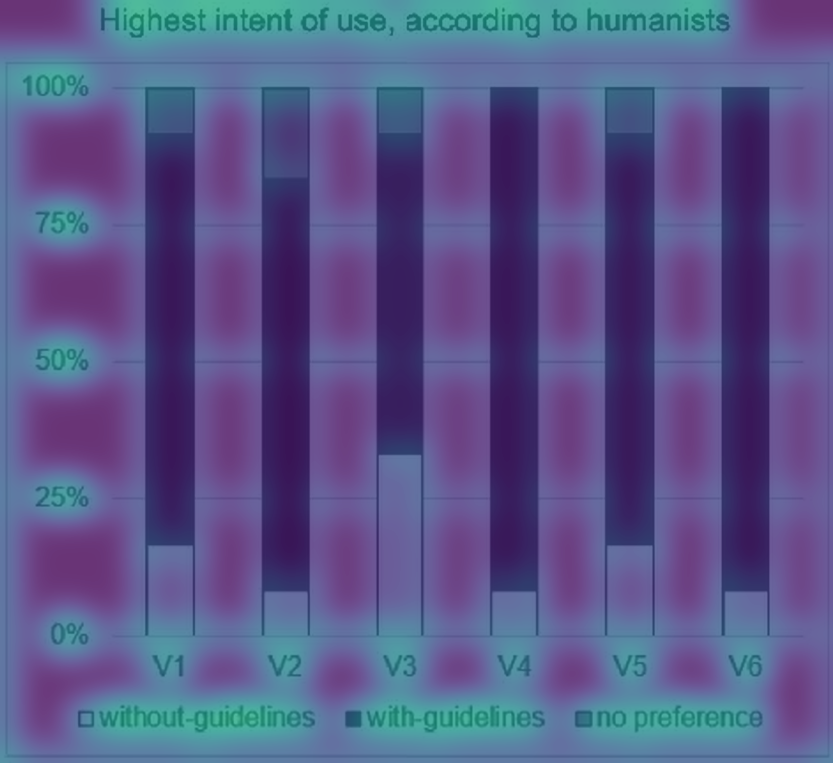 Highest intent of use, according to humanists
100%
75%
50%
25%
0%
V1 V2 V3 V4 V5 V6
without-guidelines with-guidelines no preference